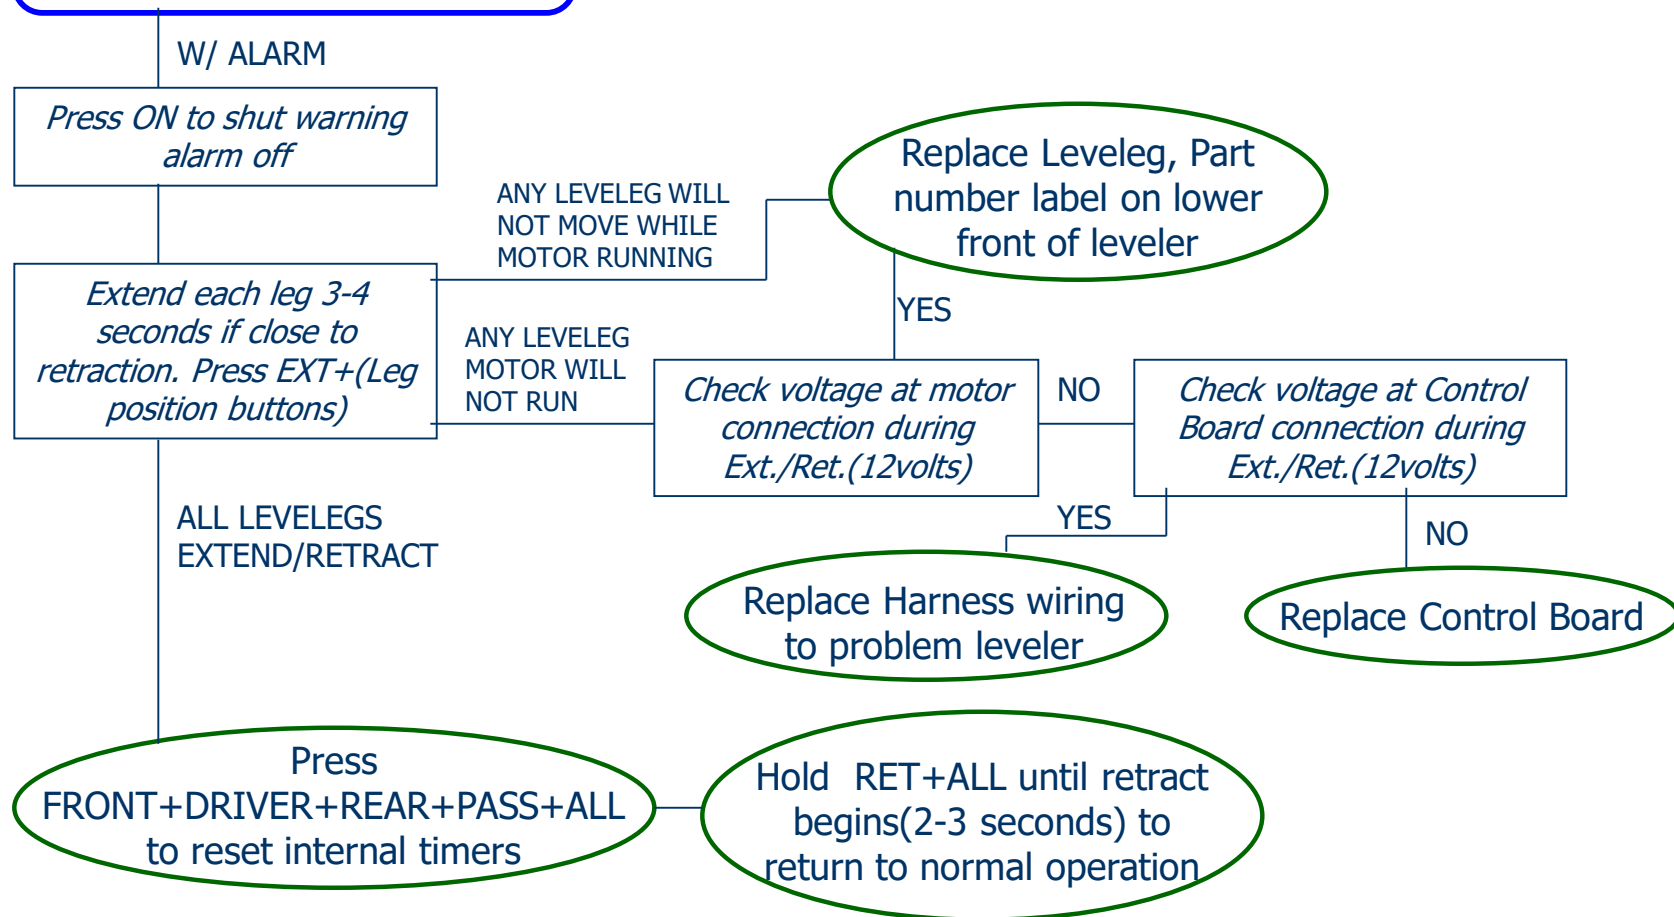 W/ ALARM
Press ON to shut warning
alarm off
ANY LEVELEG WILL
NOT MOVE WHILE
MOTOR RUNNING
Replace Leveleg, Part
number label on lower
front of leveler
Extend each leg 3-4
seconds if close to
retraction. Press EXT+(Leg
position buttons)
YES
ANY LEVELEG
MOTOR WILL
NOT RUN
Check voltage at motor
connection during
Ext./Ret.(12volts)
NO
Check voltage at Control
Board connection during
Ext./Ret.(12volts)
ALL LEVELEGS
EXTEND/RETRACT
YES
NO
Replace Harness wiring
to problem leveler
Replace Control Board
Press
FRONT+DRIVER+REAR+PASS+ALL
to reset internal timers
Hold RET+ALL until retract
begins(2-3 seconds) to
return to normal operation